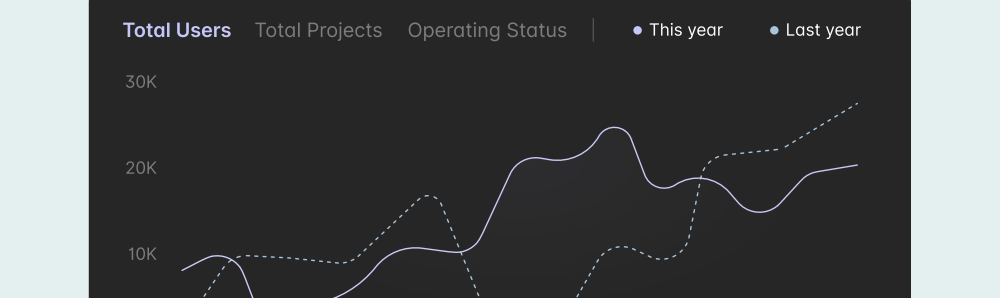 Total Users Total Projects Operating Status | This year Last year
30K
20K
10K